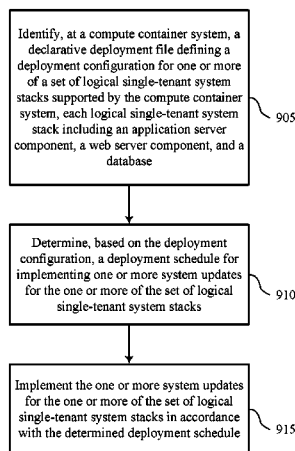 Identify, at a compute container system, a
declarative deployment file defining a
deployment configuration for one or more
of a set of logical single-tenant system
stacks supported by the compute container
system, each logical single-tenant system
stack including an application server
component, a web server component, and a
database
905
Determine, based on the deployment
configuration, a deployment schedule for
implementing one or more system updates
for the one or more of the set of logical
single-tenant system stacks
910
Implement the one or more system updates
for the one or more of the set of logical
single-tenant system stacks in accordance
with the determined deployment schedule
915